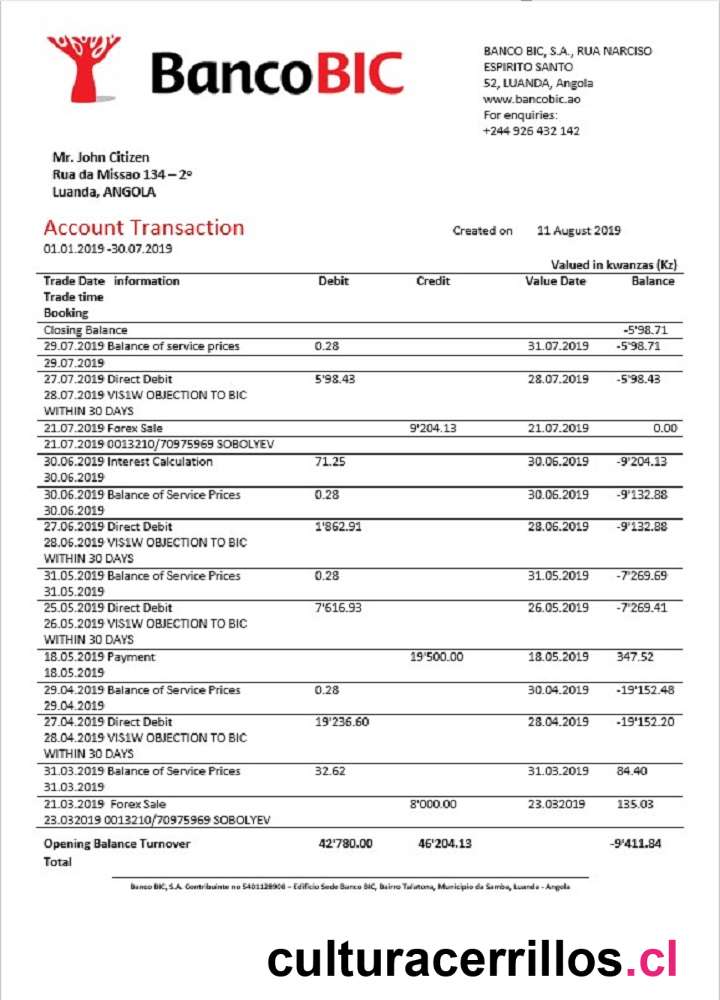 BancoBIC
BANCO BIC, S.A., RUA NARCISO
ESPIRITO SANTO
52, LUANDA, Angola
www.bancobic.ao
For enquiries:
+244 926 432 142
Mr. John Citizen
Rua da Missao 134 – 2º
Luanda, ANGOLA
Account Transaction
Created on 11 August 2019
01.01.2019 -30.07.2019
Valued in kwanzas (Kz)
Trade Date information Debit Credit Value Date Balance
Trade time
Booking
Closing Balance -5'98.71
29.07.2019 Balance of service prices 0.28 31.07.2019 -5'98.71
29.07.2019
27.07.2019 Direct Debit 5'98.43 28.07.2019 -5'98.43
28.07.2019 VIS1W OBJECTION TO BIC
WITHIN 30 DAYS
21.07.2019 Forex Sale 9'204.13 21.07.2019 0.00
21.07.2019 0013210/70975969 SOBOLYEV
30.06.2019 Interest Calculation 71.25 30.06.2019 -9'204.13
30.06.2019
30.06.2019 Balance of Service Prices 0.28 30.06.2019 -9'132.88
30.06.2019
27.06.2019 Direct Debit 1'862.91 28.06.2019 -9'132.88
28.06.2019 VIS1W OBJECTION TO BIC
WITHIN 30 DAYS
31.05.2019 Balance of Service Prices 0.28 31.05.2019 -7'269.69
31.05.2019
25.05.2019 Direct Debit 7'616.93 26.05.2019 -7'269.41
26.05.2019 VIS1W OBJECTION TO BIC
WITHIN 30 DAYS
18.05.2019 Payment 19'500.00 18.05.2019 347.52
18.05.2019
29.04.2019 Balance of Service Prices 0.28 30.04.2019 -19'152.48
29.04.2019
27.04.2019 Direct Debit 19'236.60 28.04.2019 -19'152.20
28.04.2019 VIS1W OBJECTION TO BIC
WITHIN 30 DAYS
31.03.2019 Balance of Service Prices 32.62 31.03.2019 84.40
31.03.2019
21.03.2019 Forex Sale 8'000.00 23.032019 135.03
23.032019 0013210/70975969 SOBOLYEV
Opening Balance Turnover 42'780.00 46'204.13 -9'411.84
Total
Banco BIC, S.A. Contribuinte no 5401128908 – Edificio Sede Banco BIC, Bairro Talatona, Municipio da Samba, Luanda - Angola
culturacerrillos.cl